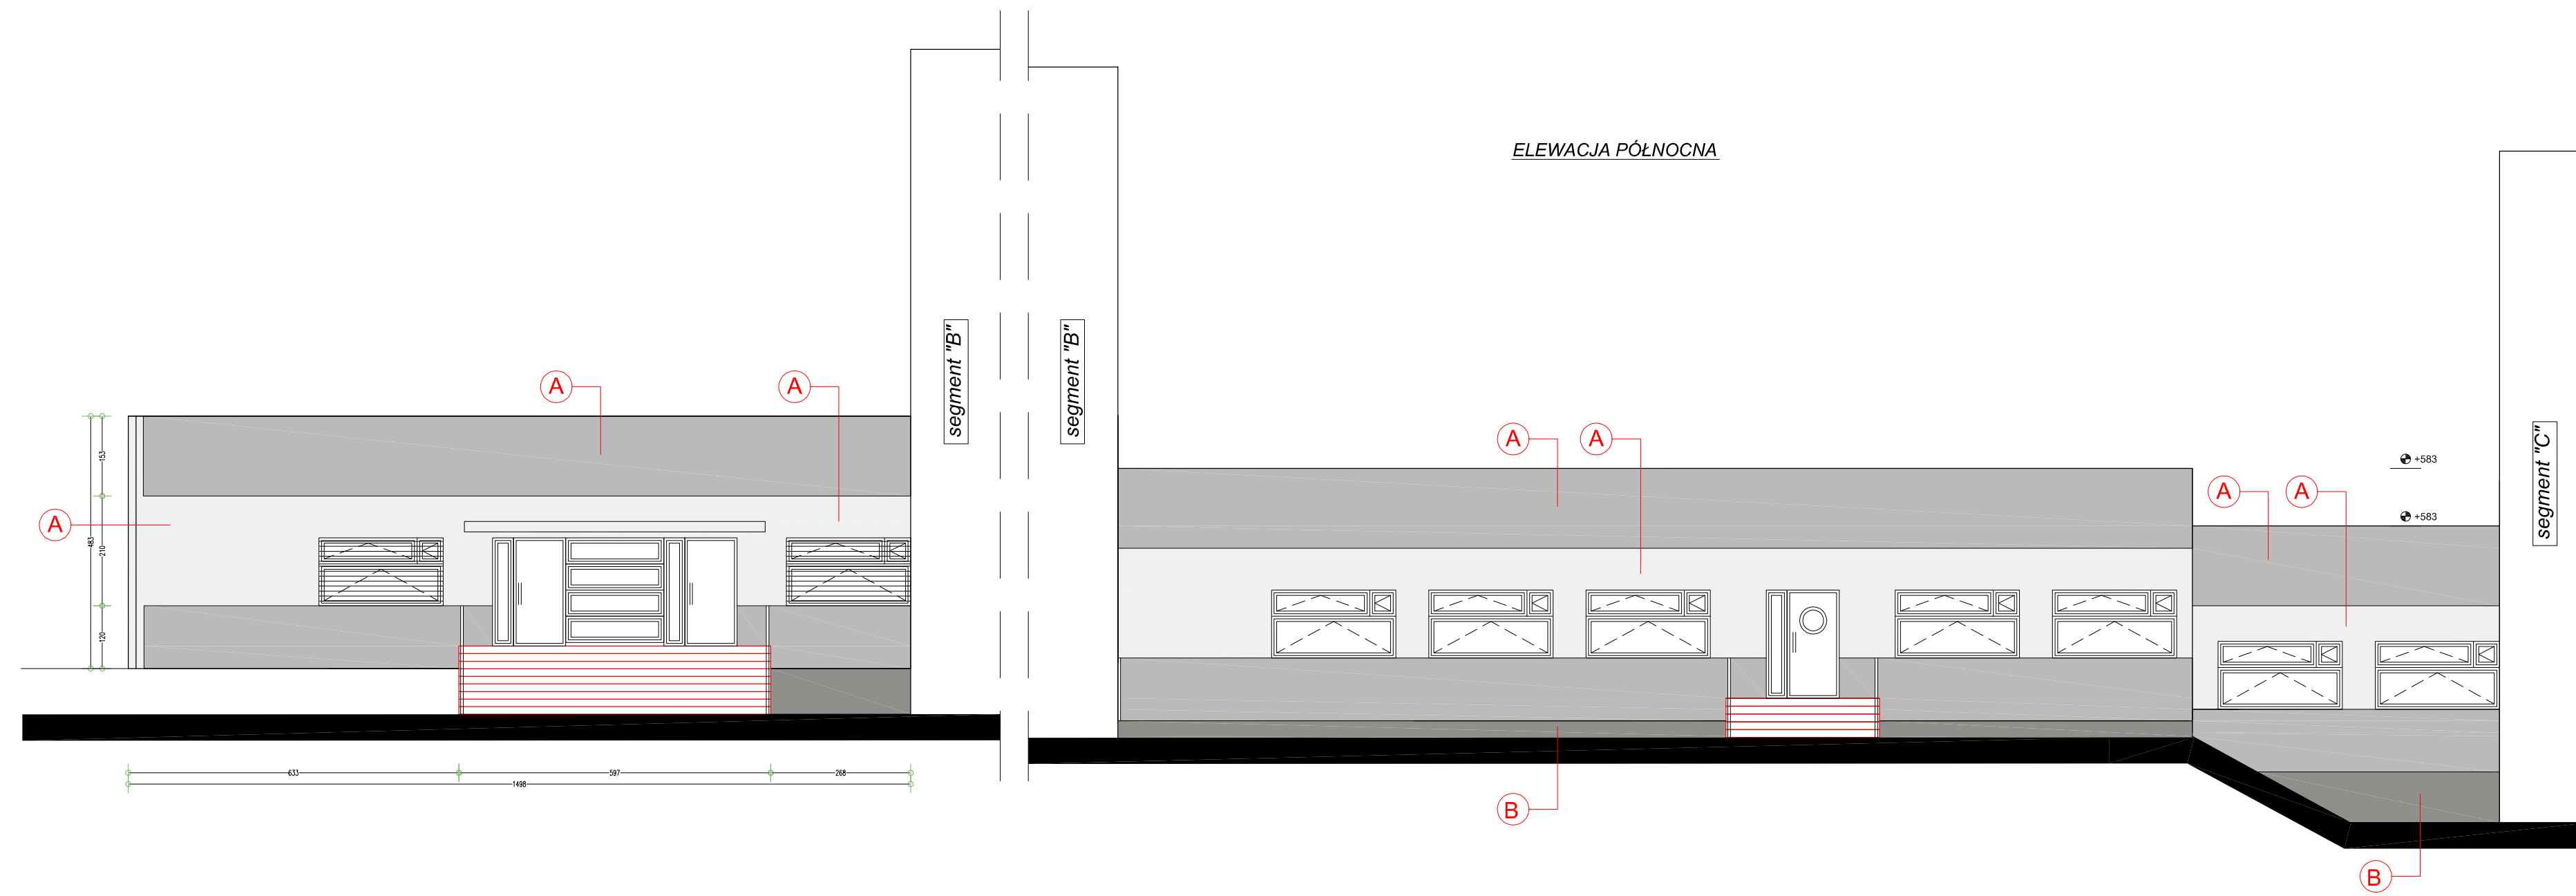 ELEWACJA PÓŁNOCNA
segment "B"
segment "B"
segment "C"
A
A
A
A
A
A
A
+583
+583
153
210
120
483
633
597
268
1498
B
B